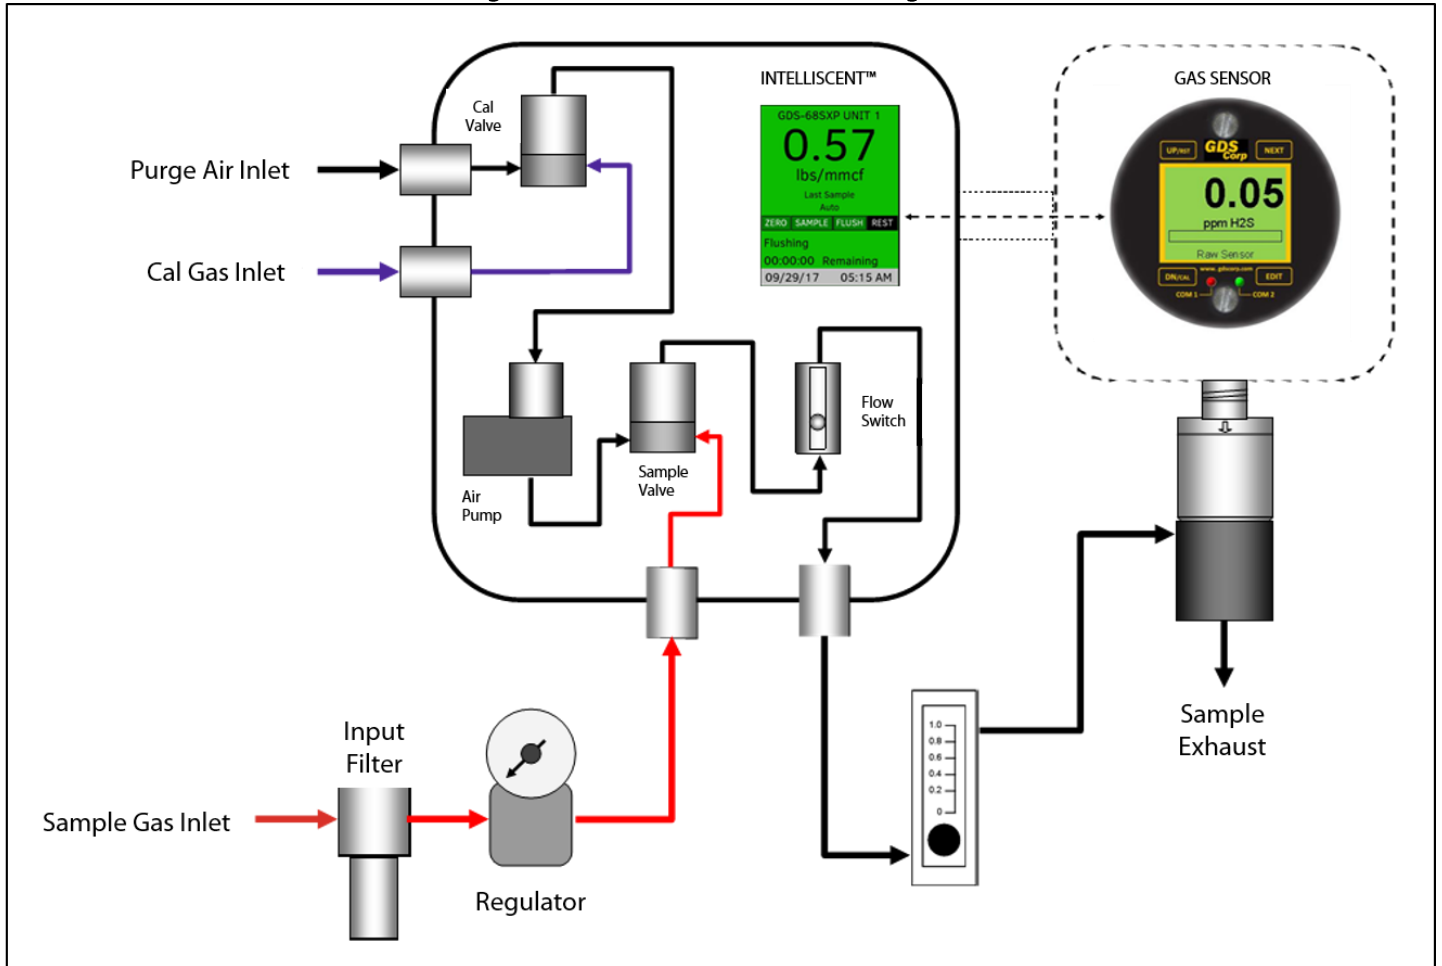 INTELLISCENT™
GAS SENSOR
Cal
Valve
GDS-68SXP UNIT 1
0.57
lbs/mmcf
Last Sample
Auto
ZERO SAMPLE FLUSH REST
Flushing
00:00:00 Remaining
09/29/17 05:15 AM
UP/RST
GDS
Corp
NEXT
0.05
ppm H2S
Raw Sensor
DN/CAL
www.gdscorp.com
EDIT
COM 1
COM 2
Purge Air Inlet
Cal Gas Inlet
Flow
Switch
Air
Pump
Sample
Valve
Input
Filter
Sample Gas Inlet
Regulator
1.0
0.8
0.6
0.4
0.2
0
Sample
Exhaust